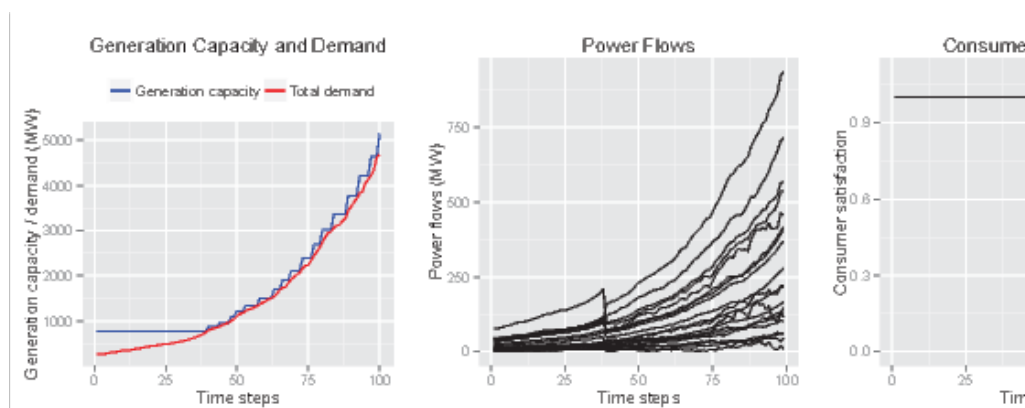 Generation Capacity and Demand
Generation capacity Total demand
Generation capacity / demand (MW)
5000
4000
3000
2000
1000
0 25 50 75 100
Time steps
Power Flows
Power flows (MW)
750
500
250
0
0 25 50 75 100
Time steps
Consume
Consumer satisfaction
0.9
0.6
0.3
0.0
0 25
Tim